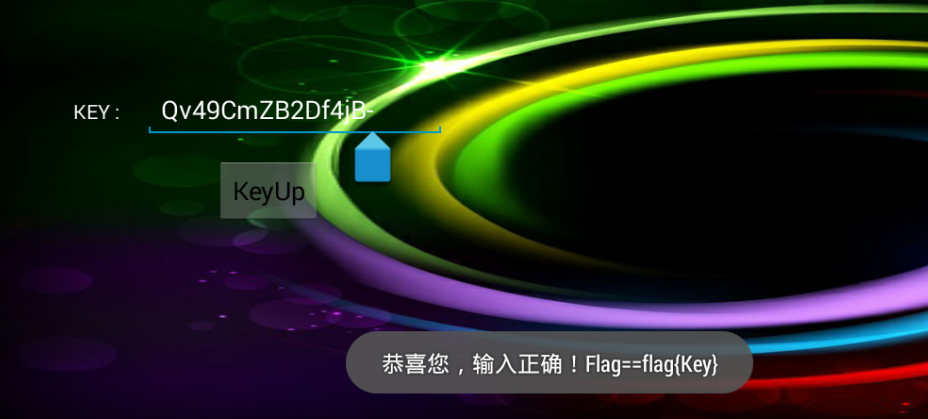 KEY : Qv49CmZB2Df4jB-
KeyUp
恭喜您，输入正确！Flag==flag{Key}